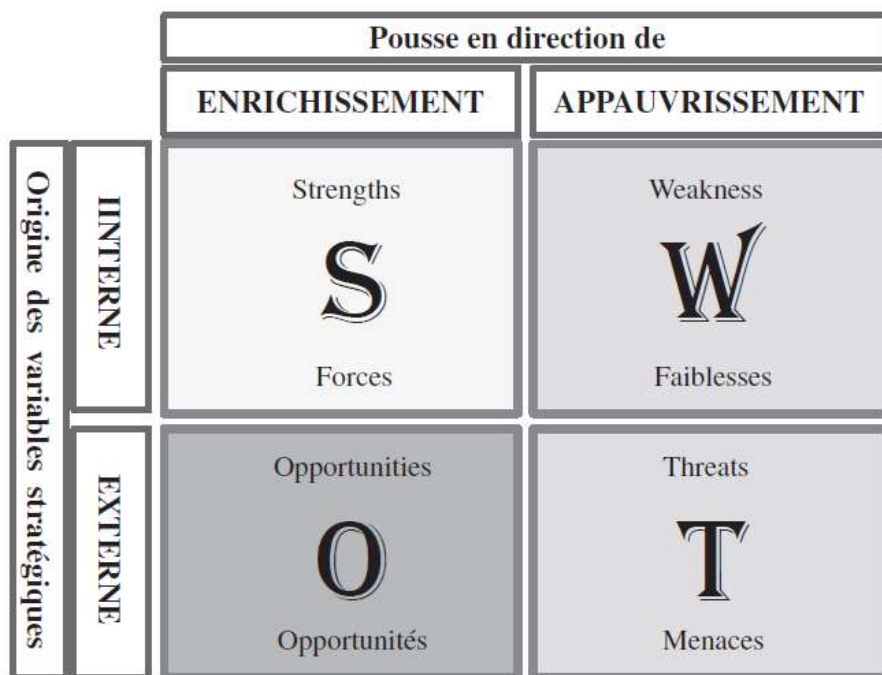 Pousse en direction de
ENRICHISSEMENT
APPAUVRISSEMENT
Origine des variables stratégiques
IINTERNE
Strengths
S
Forces
Weakness
W
Faiblesses
EXTERNE
Opportunities
O
Opportunités
Threats
T
Menaces